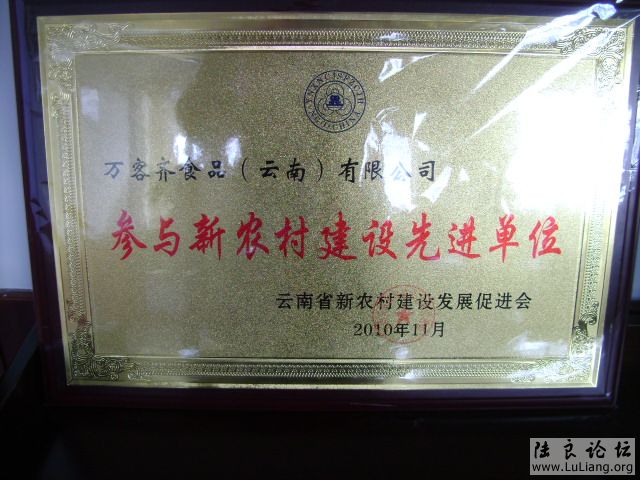 万客齐食品（云南）有限公司
参与新农村建设先进单位
云南省新农村建设发展促进会
2010年11月
陆良论坛
www.LuLiang.org